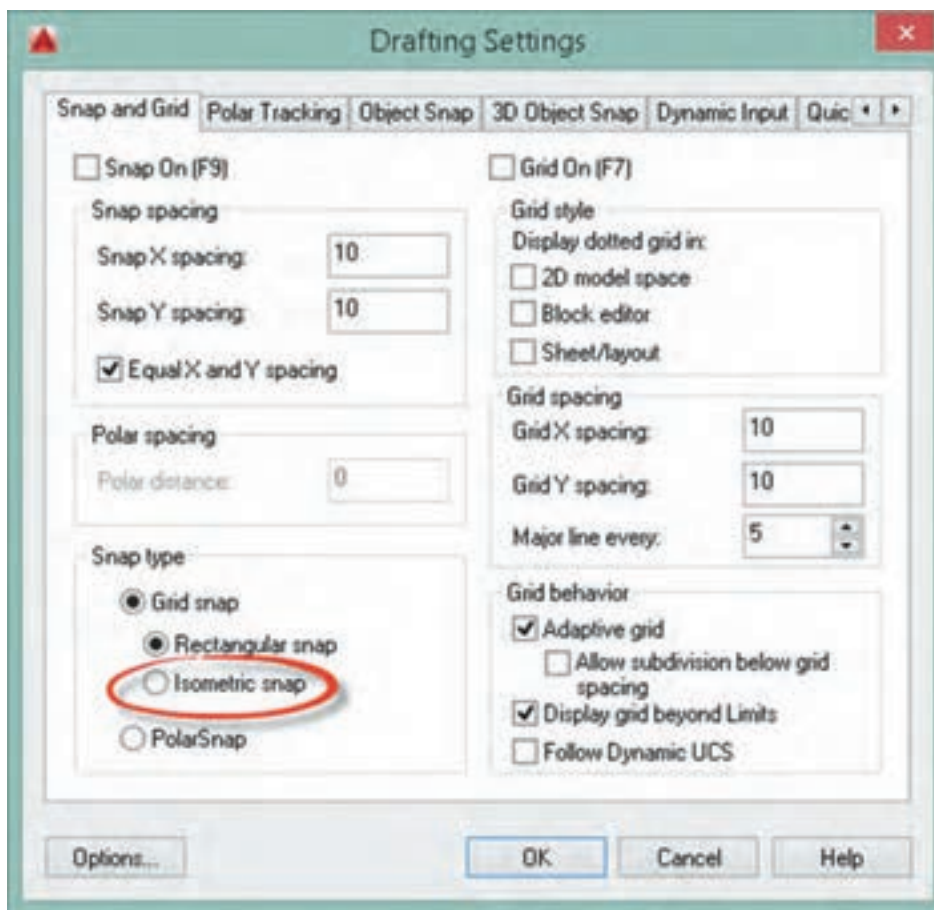 Drafting Settings
Snap and Grid Polar Tracking Object Snap 3D Object Snap Dynamic Input Quic
Snap On (F9)
Snap spacing
Snap X spacing: 10
Snap Y spacing: 10
Equal X and Y spacing
Polar spacing
Polar distance: 0
Snap type
Grid snap
Rectangular snap
Isometric snap
PolarSnap
Grid On (F7)
Grid style
Display dotted grid in:
2D model space
Block editor
Sheet/layout
Grid spacing
Grid X spacing: 10
Grid Y spacing: 10
Major line every: 5
Grid behavior
Adaptive grid
Allow subdivision below grid
spacing
Display grid beyond Limits
Follow Dynamic UCS
Options... OK Cancel Help